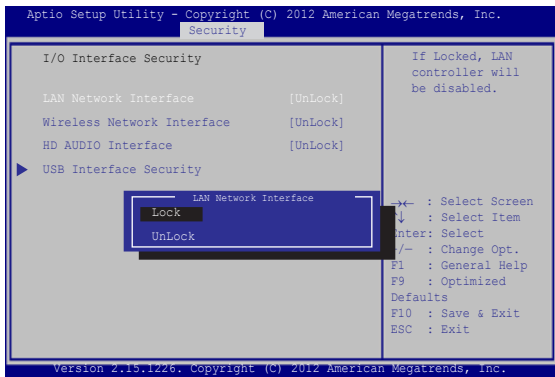 Aptio Setup Utility - Copyright (C) 2012 American Megatrends, Inc.
Security
I/O Interface Security
LAN Network Interface [UnLock]
Wireless Network Interface [UnLock]
HD AUDIO Interface [UnLock]
USB Interface Security
LAN Network Interface
Lock
UnLock
If Locked, LAN
controller will
be disabled.
→← : Select Screen
↑↓ : Select Item
Enter: Select
+/— : Change Opt.
F1 : General Help
F9 : Optimized
Defaults
F10 : Save & Exit
ESC : Exit
Version 2.15.1226. Copyright (C) 2012 American Megatrends, Inc.